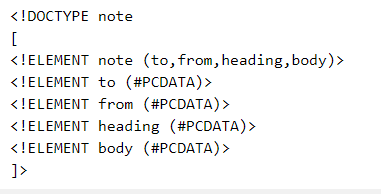 <!DOCTYPE note
[
<!ELEMENT note (to,from,heading,body)>
<!ELEMENT to (#PCDATA)>
<!ELEMENT from (#PCDATA)>
<!ELEMENT heading (#PCDATA)>
<!ELEMENT body (#PCDATA)>
]>